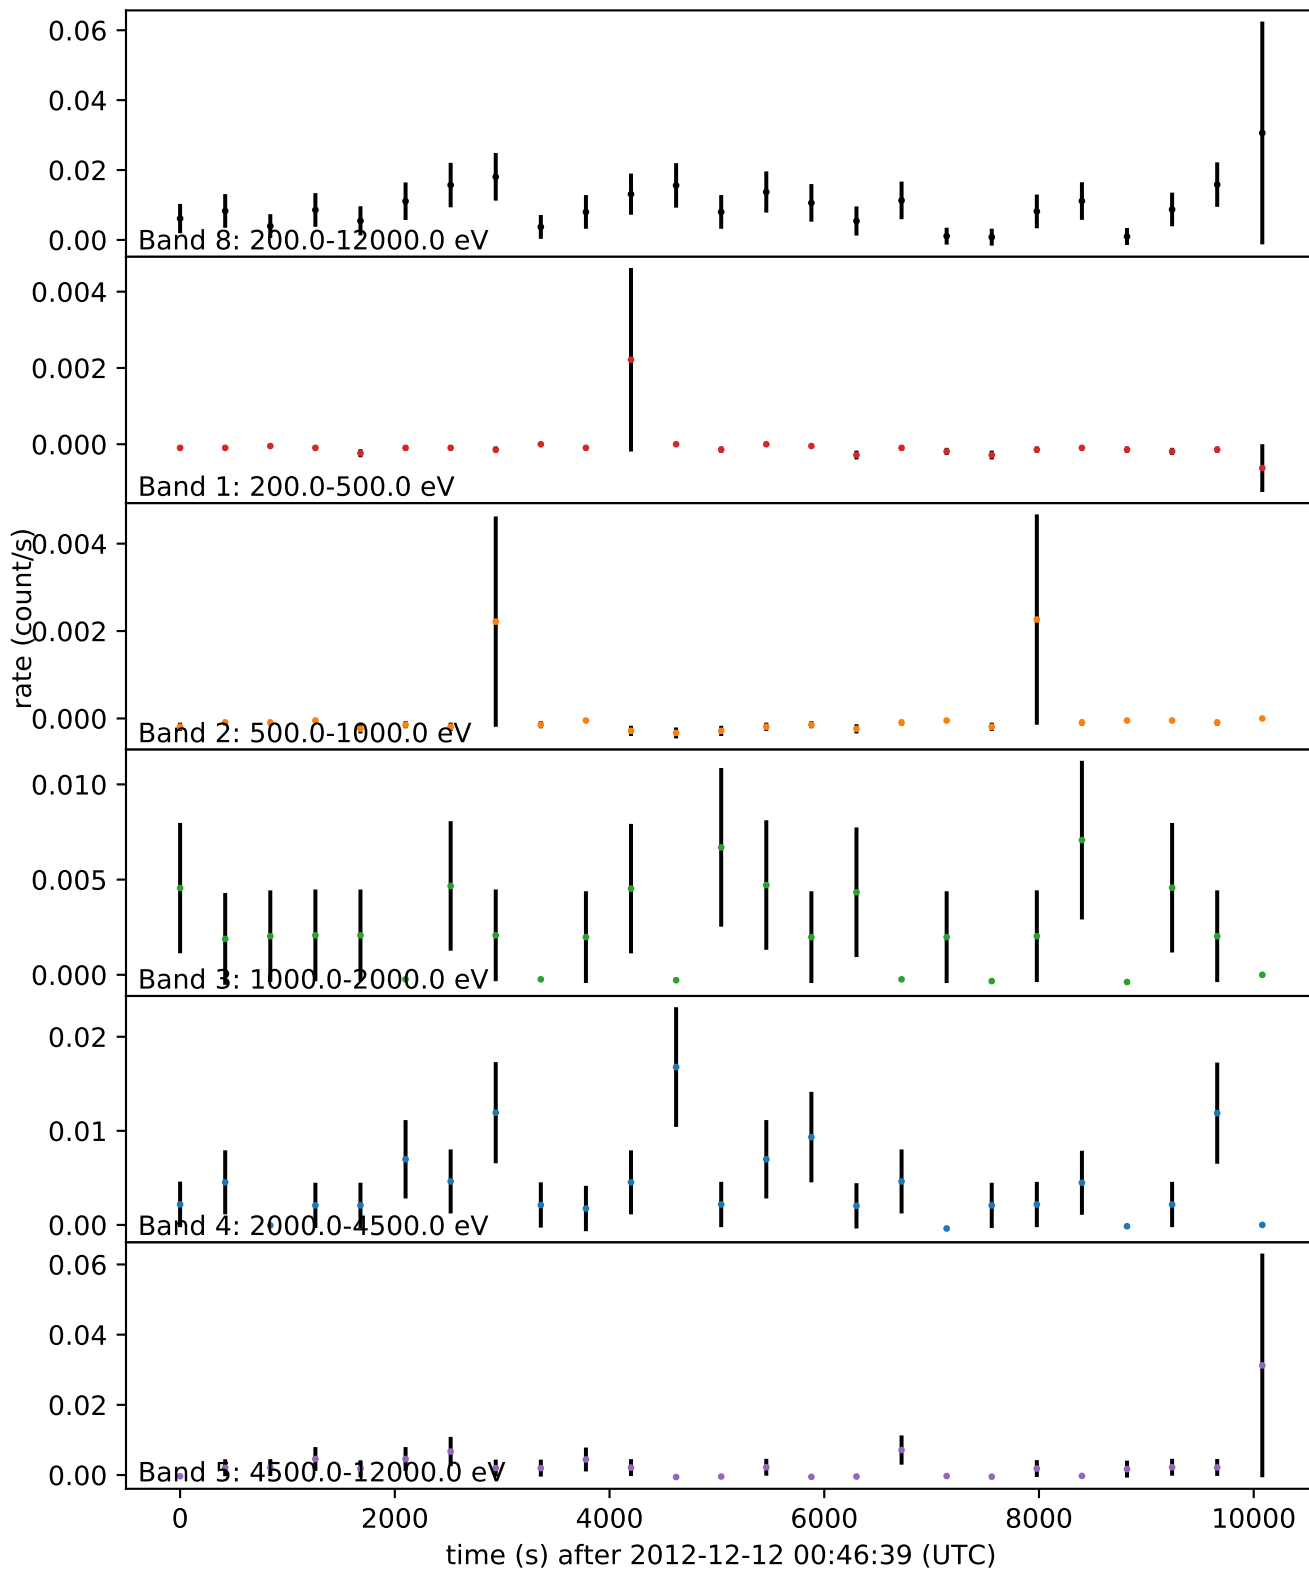 0.06
0.04
0.02
0.00
Band 8: 200.0-12000.0 eV
0.004
0.002
0.000
Band 1: 200.0-500.0 eV
rate (count/s)
0.004
0.002
0.000
Band 2: 500.0-1000.0 eV
0.010
0.005
0.000
Band 3: 1000.0-2000.0 eV
0.02
0.01
0.00
Band 4: 2000.0-4500.0 eV
0.06
0.04
0.02
0.00
Band 5: 4500.0-12000.0 eV
0 2000 4000 6000 8000 10000
time (s) after 2012-12-12 00:46:39 (UTC)